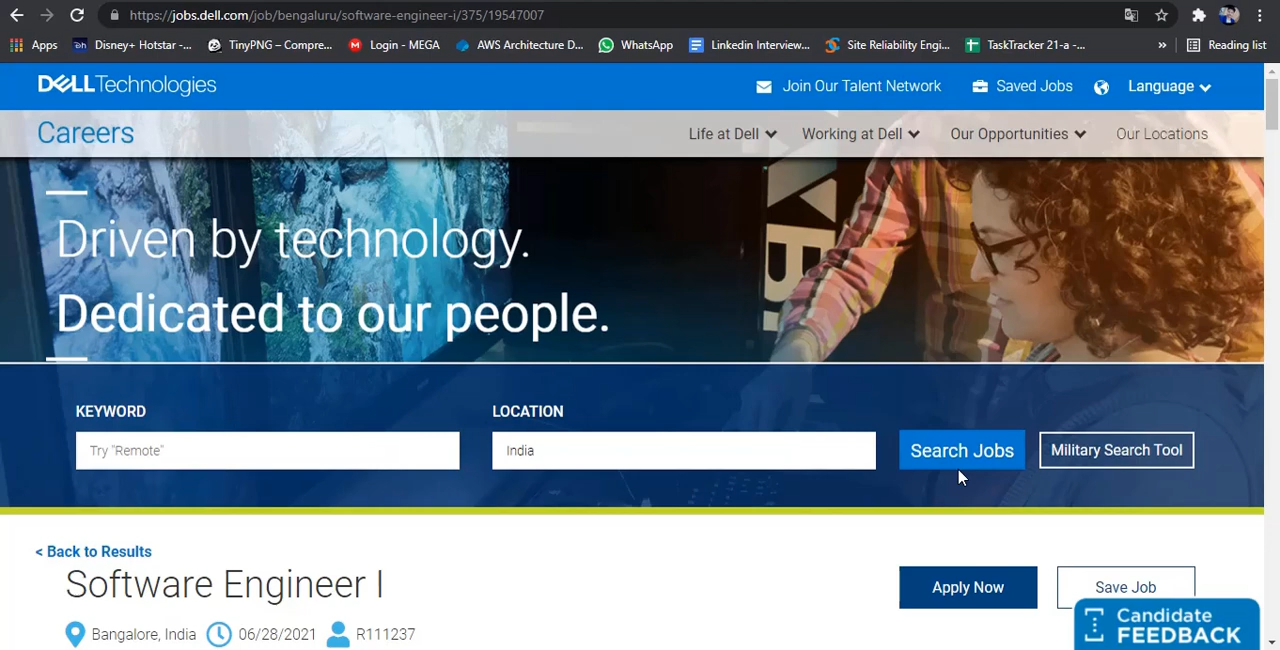 https://jobs.dell.com/job/bengaluru/software-engineer-i/375/19547007
Apps Disney+ Hotstar -... TinyPNG – Compre... Login - MEGA AWS Architecture D... WhatsApp Linkedin Interview... Site Reliability Engi... TaskTracker 21-a -... » Reading list
DELLTechnologies Join Our Talent Network Saved Jobs Language
Careers Life at Dell Working at Dell Our Opportunities Our Locations
Driven by technology.
Dedicated to our people.
KEYWORD LOCATION
Try "Remote" India Search Jobs Military Search Tool
< Back to Results
Software Engineer I Apply Now Save Job
Bangalore, India 06/28/2021 R111237
Candidate
FEEDBACK